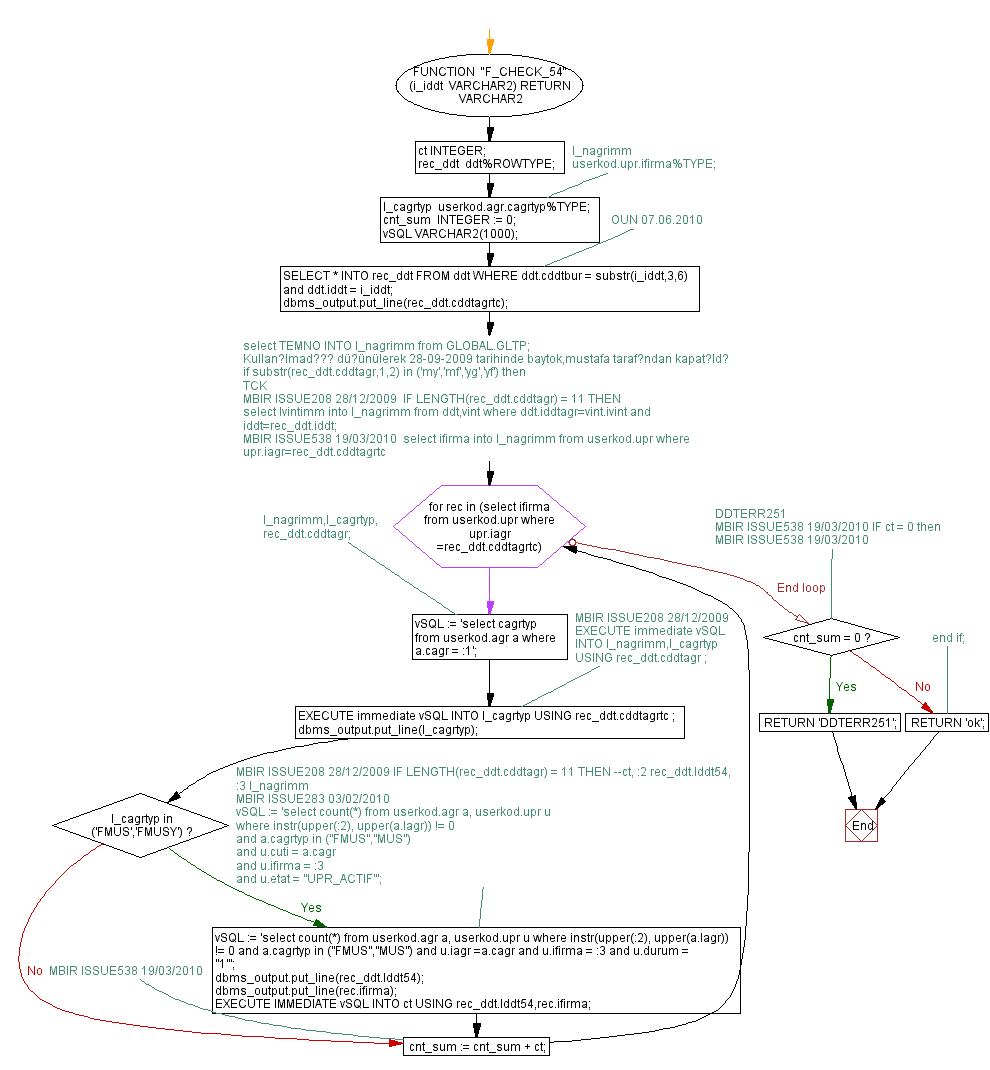 FUNCTION "F_CHECK_54"
(i_iddt VARCHAR2) RETURN
VARCHAR2
ct INTEGER;
rec_ddt ddt%ROWTYPE;
l_nagrimm
userkod.upr.ifirma%TYPE;
l_cagrtyp userkod.agr.cagrtyp%TYPE;
cnt_sum INTEGER := 0;
vSQL VARCHAR2(1000);
OUN 07.06.2010
SELECT * INTO rec_ddt FROM ddt WHERE ddt.cddtbur = substr(i_iddt,3,6)
and ddt.iddt = i_iddt;
dbms_output.put_line(rec_ddt.cddtagrtc);
select TEMNO INTO l_nagrimm from GLOBAL.GLTP;
Kullan?lmad??? dü?ünülerek 28-09-2009 tarihinde baytok,mustafa taraf?ndan kapat?ld?
if substr(rec_ddt.cddtagr,1,2) in ('my','mf','yg','yf') then
TCK
MBIR ISSUE208 28/12/2009 IF LENGTH(rec_ddt.cddtagr) = 11 THEN
select lvintimm into l_nagrimm from ddt,vint where ddt.iddtagr=vint.ivint and
iddt=rec_ddt.iddt;
MBIR ISSUE538 19/03/2010 select ifirma into l_nagrimm from userkod.upr where
upr.iagr=rec_ddt.cddtagrtc
for rec in (select ifirma
from userkod.upr where
upr.iagr
=rec_ddt.cddtagrtc)
l_nagrimm,l_cagrtyp,
rec_ddt.cddtagr;
DDTERR251
MBIR ISSUE538 19/03/2010 IF ct = 0 then
MBIR ISSUE538 19/03/2010
End loop
vSQL := 'select cagrtyp
from userkod.agr a where
a.cagr = :1';
MBIR ISSUE208 28/12/2009
EXECUTE immediate vSQL
INTO l_nagrimm,l_cagrtyp
USING rec_ddt.cddtagr ;
cnt_sum = 0 ?
end if;
Yes
No
RETURN 'DDTERR251';
RETURN 'ok';
EXECUTE immediate vSQL INTO l_cagrtyp USING rec_ddt.cddtagrtc ;
dbms_output.put_line(l_cagrtyp);
MBIR ISSUE208 28/12/2009 IF LENGTH(rec_ddt.cddtagr) = 11 THEN --ct, :2 rec_ddt.lddt54,
:3 l_nagrimm
MBIR ISSUE283 03/02/2010
vSQL := 'select count(*) from userkod.agr a, userkod.upr u
where instr(upper(:2), upper(a.lagr)) != 0
and a.cagrtyp in (''FMUS'',''MUS'')
and u.cuti = a.cagr
and u.ifirma = :3
and u.etat = ''UPR_ACTIF''';
l_cagrtyp in
('FMUS','FMUSY') ?
End
Yes
vSQL := 'select count(*) from userkod.agr a, userkod.upr u where instr(upper(:2), upper(a.lagr))
!= 0 and a.cagrtyp in (''FMUS'',''MUS'') and u.iagr =a.cagr and u.ifirma = :3 and u.durum =
''1''';
dbms_output.put_line(rec_ddt.lddt54);
dbms_output.put_line(rec.ifirma);
EXECUTE IMMEDIATE vSQL INTO ct USING rec_ddt.lddt54,rec.ifirma;
No
MBIR ISSUE538 19/03/2010
cnt_sum := cnt_sum + ct;